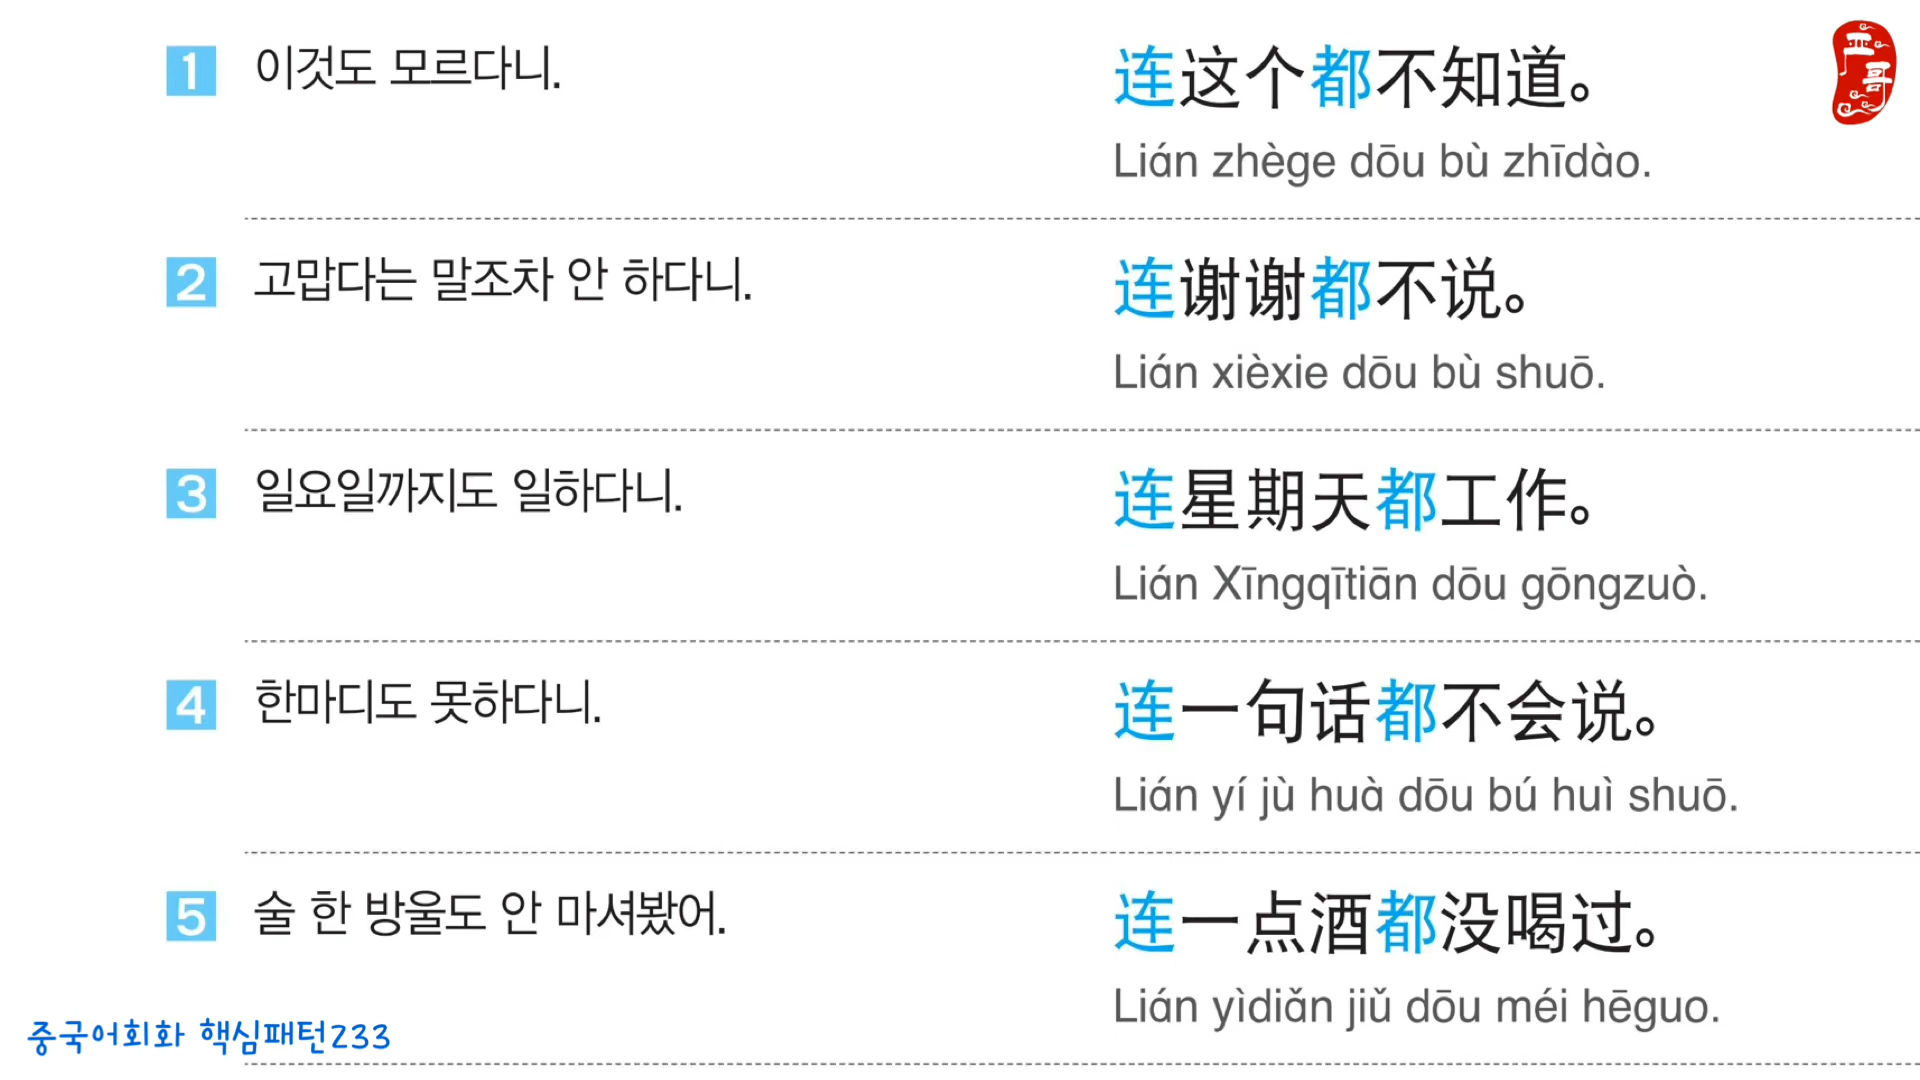 1 이것도 모르다니.
连这个都不知道。
Lián zhège dōu bù zhīdào.
2 고맙다는 말조차 안 하다니.
连谢谢都不说。
Lián xièxie dōu bù shuō.
3 일요일까지도 일하다니.
连星期天都工作。
Lián Xīngqītiān dōu gōngzuò.
4 한마디도 못하다니.
连一句话都不会说。
Lián yí jù huà dōu bú huì shuō.
5 술 한 방울도 안 마셔봤어.
连一点酒都没喝过。
Lián yìdiǎn jiǔ dōu méi hēguo.
중국어회화 핵심패턴233